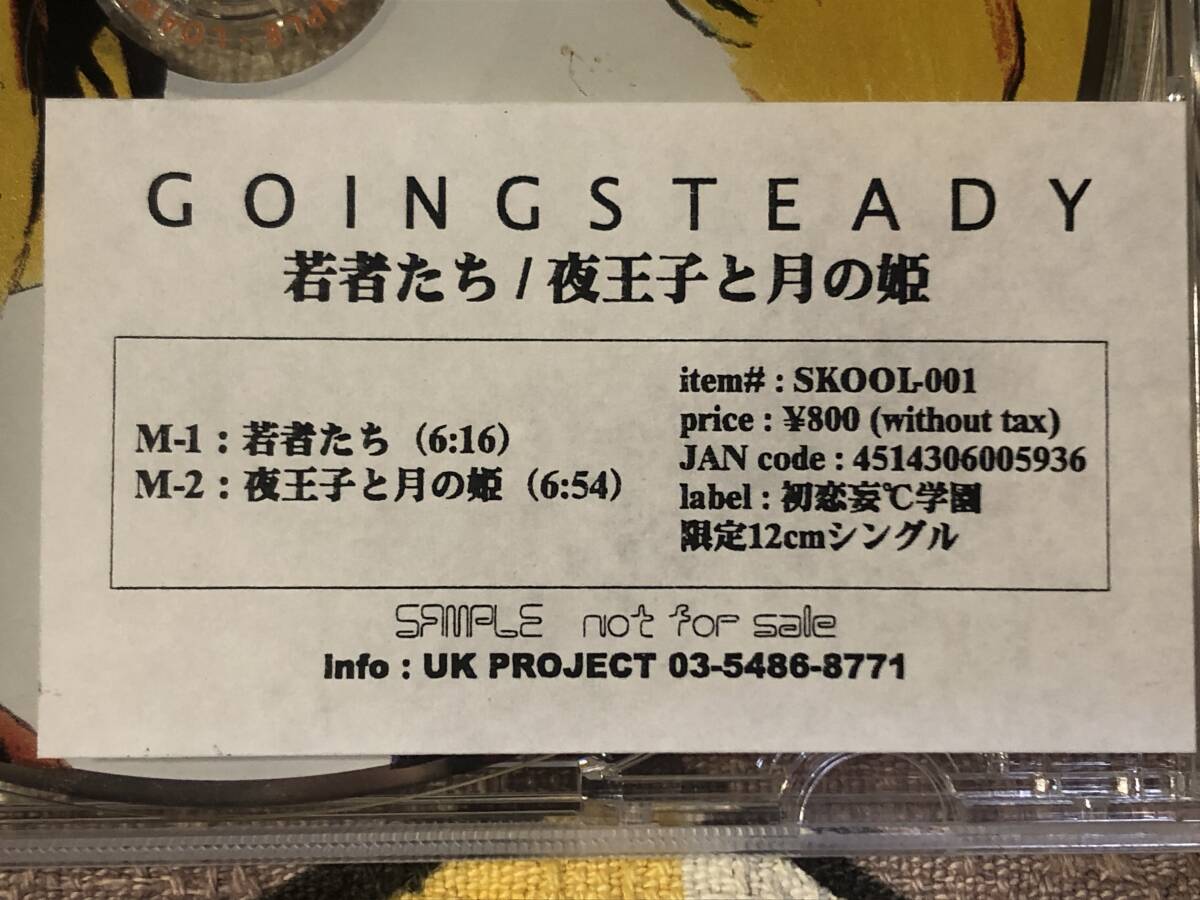 GOINGSTEADY
若者たち / 夜王子と月の姫
M-1 : 若者たち (6:16)
M-2 : 夜王子と月の姫 (6:54)
item# : SKOOL-001
price : ¥800 (without tax)
JAN code : 4514306005936
label : 初恋妄℃学園
限定12cmシングル
SAMPLE not for sale
info : UK PROJECT 03-5486-8771